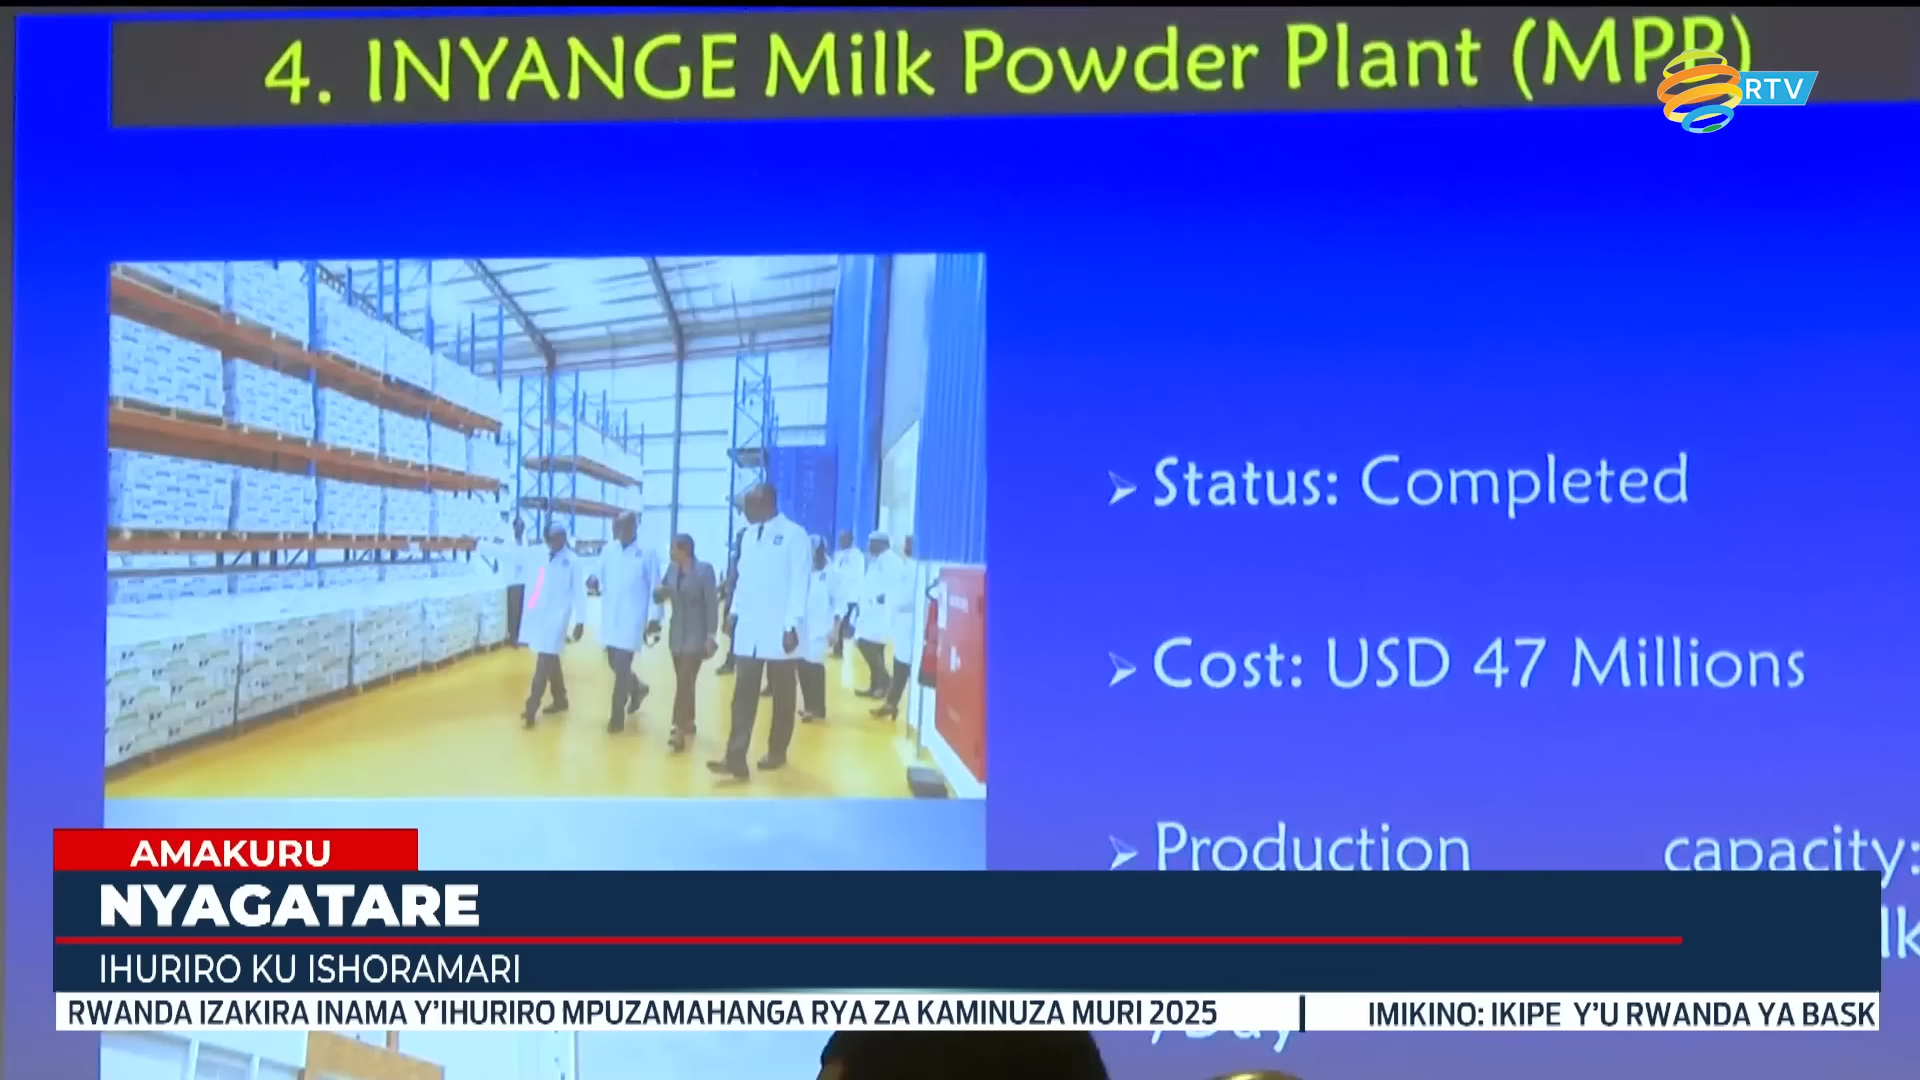 4. INYANGE Milk Powder Plant (MPP)
RTV
➢ Status: Completed
➢ Cost: USD 47 Millions
➢ Production capacity:
AMAKURU
NYAGATARE
IHURIRO KU ISHORAMARI
RWANDA IZAKIRA INAMA Y'IHURIRO MPUZAMAHANGA RYA ZA KAMINUZA MURI 2025 | IMIKINO: IKIPE Y'U RWANDA YA BASK